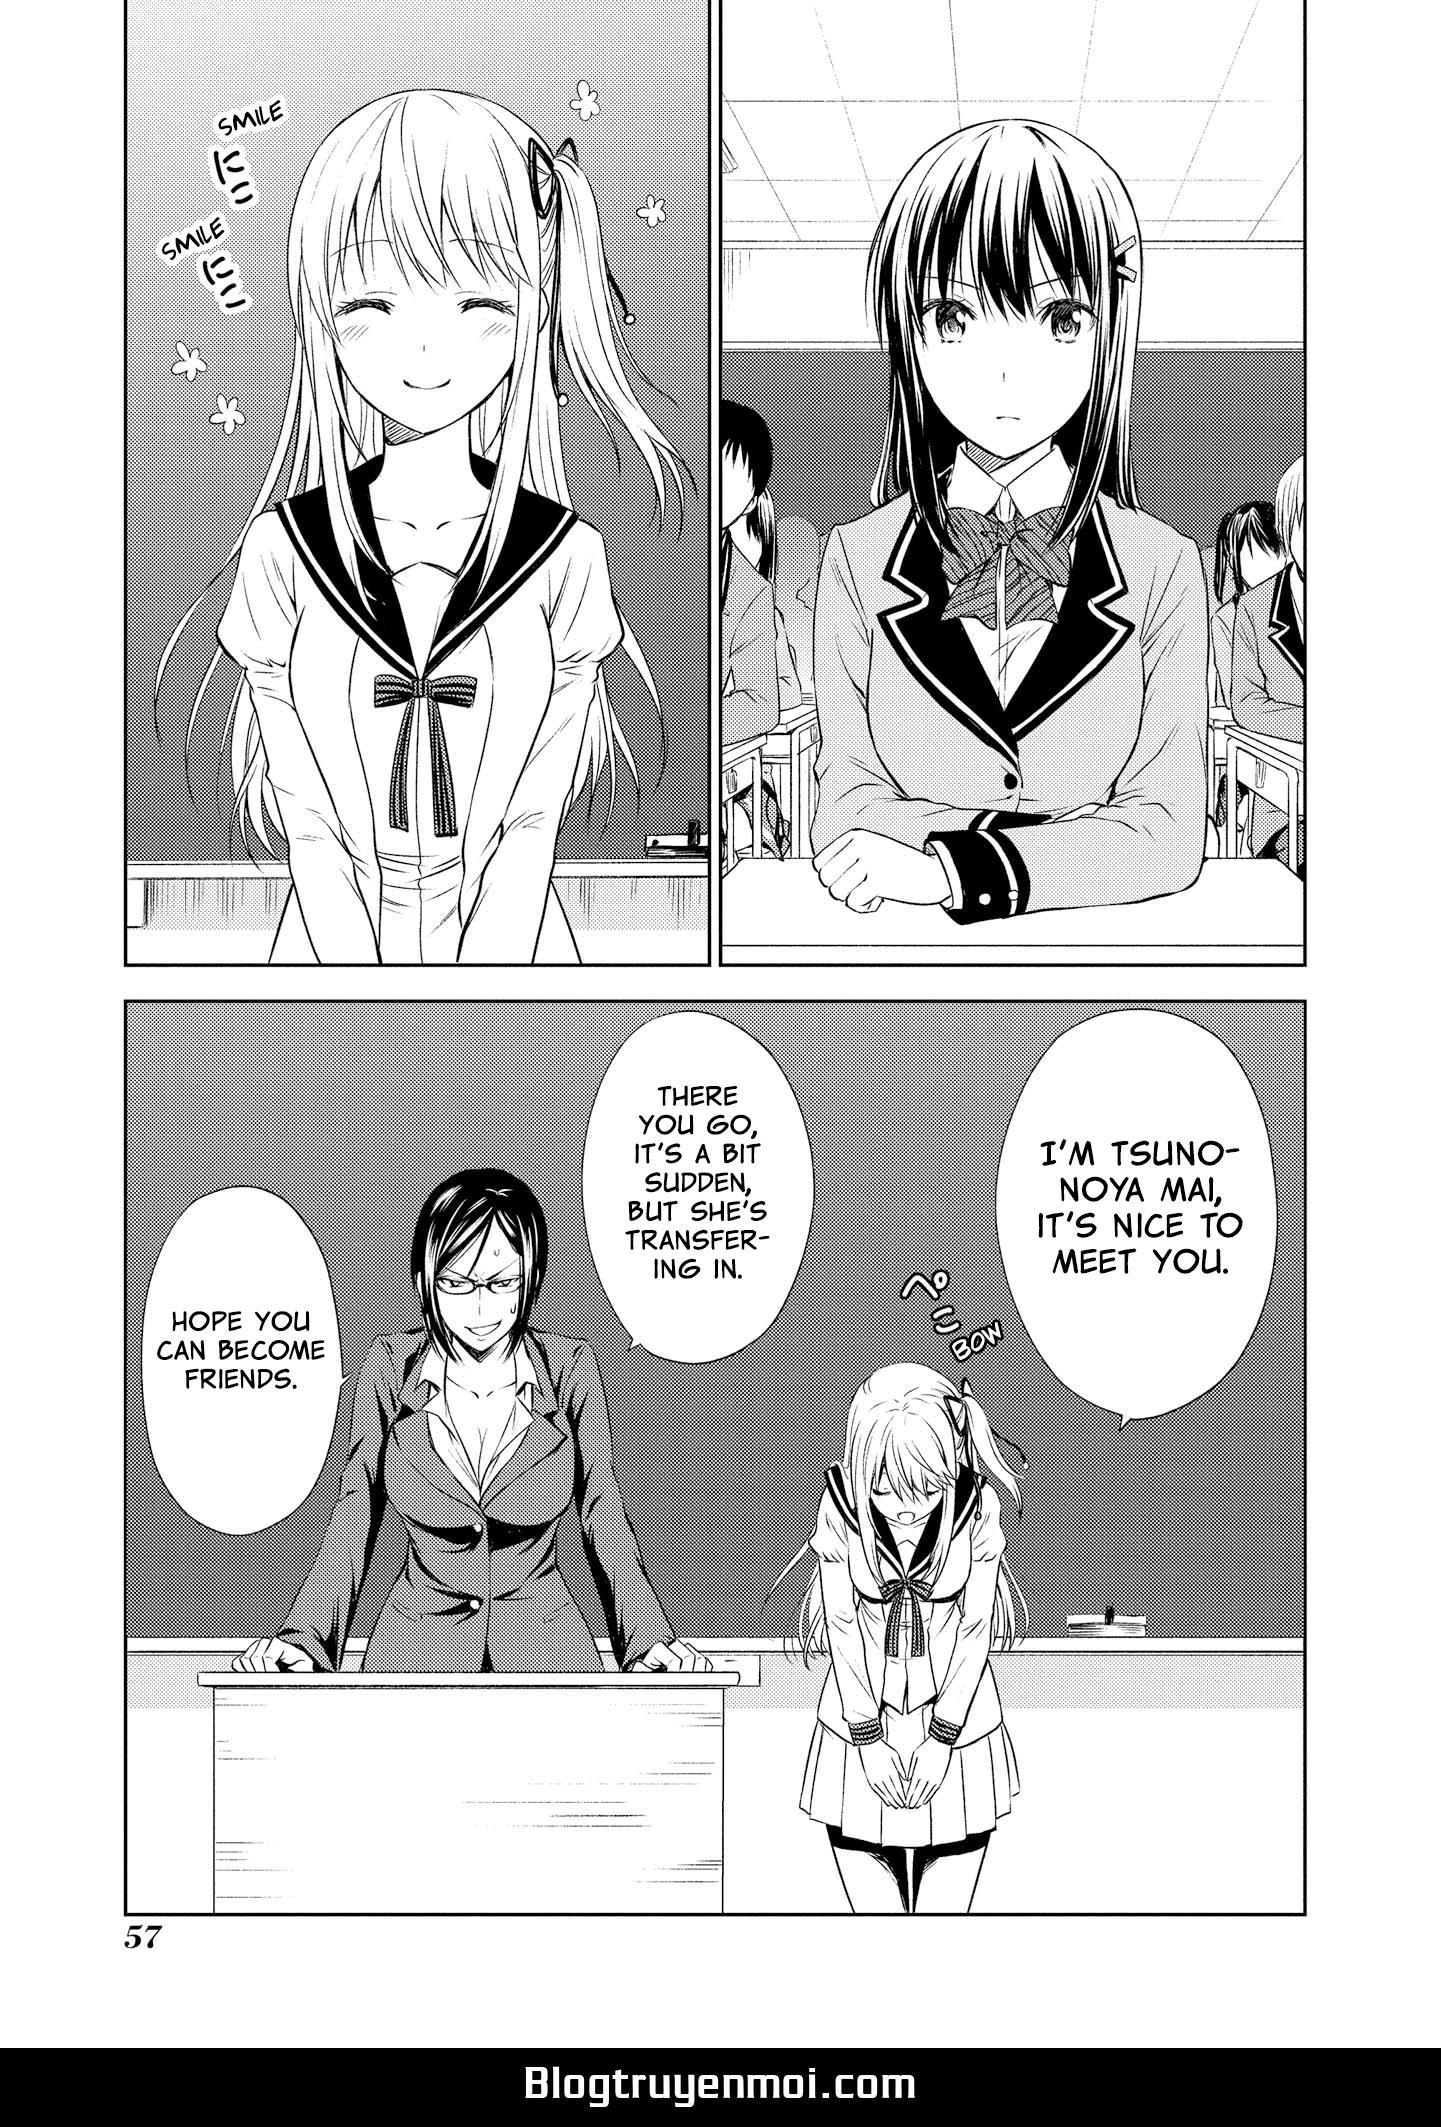 SMILE
にこ
SMILE
にこ
I'M TSUNO-
NOYA MAI,
IT'S NICE TO
MEET YOU.
ぺこ
BOW
THERE
YOU GO,
IT'S A BIT
SUDDEN,
BUT SHE'S
TRANSFER-
ING IN.
HOPE YOU
CAN BECOME
FRIENDS.
57
Blogtruyenmoi.com